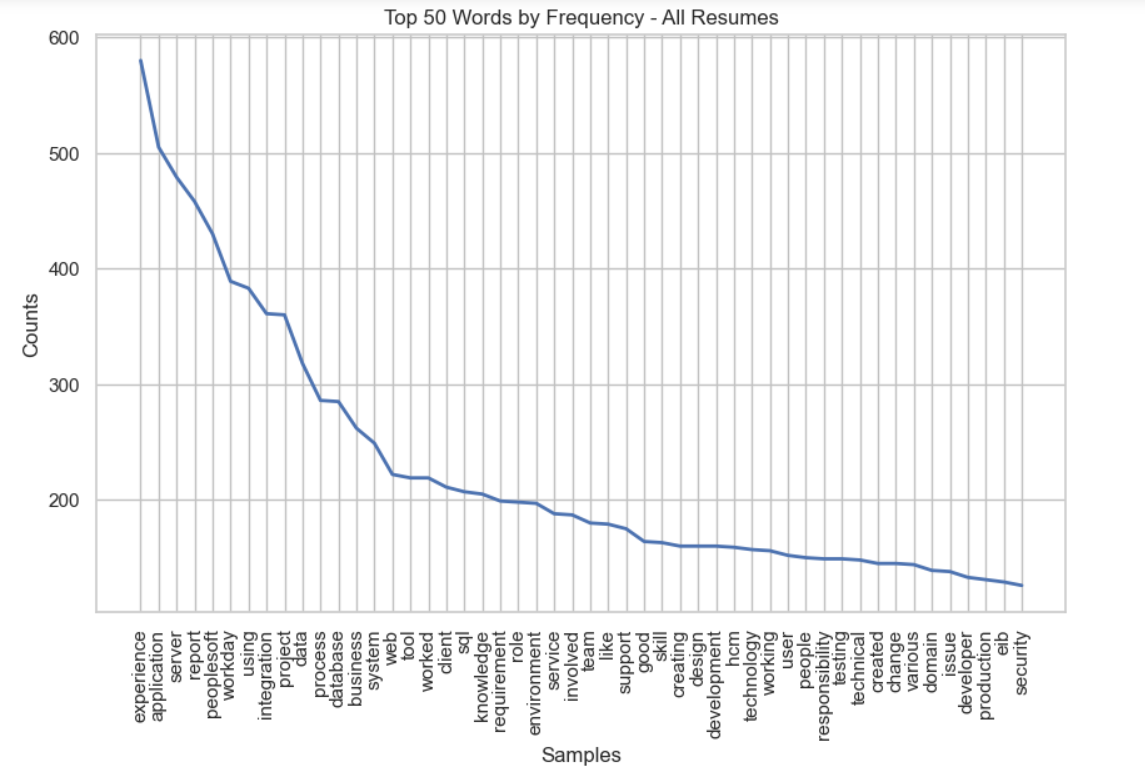 Top 50 Words by Frequency - All Resumes
600
500
400
300
200
Counts
experience
application
server
report
peoplesoft
workday
using
integration
project
data
process
database
business
system
web
tool
worked
client
sql
knowledge
requirement
role
environment
service
involved
team
like
support
good
skill
creating
design
development
hcm
technology
working
user
people
responsibility
testing
technical
created
change
various
domain
issue
developer
production
eib
security
Samples